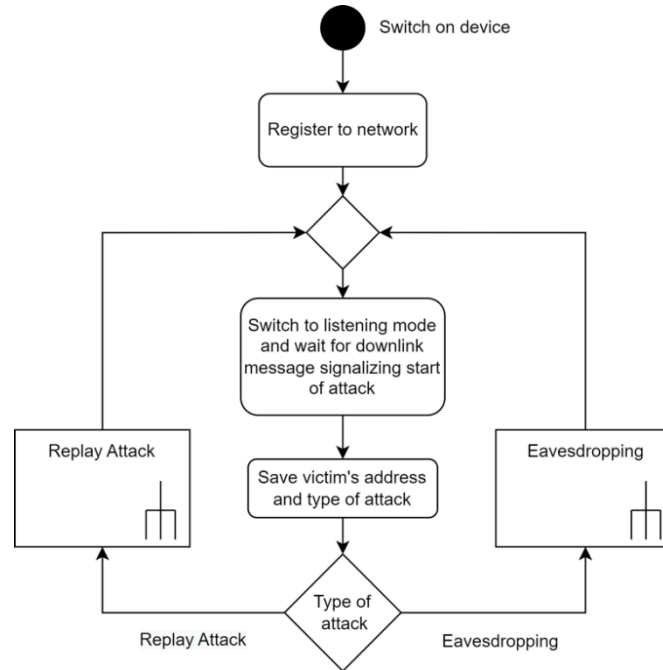 Switch on device
Register to network
Switch to listening mode
and wait for downlink
message signalizing start
of attack
Replay Attack
Eavesdropping
Save victim's address
and type of attack
Type of
attack
Replay Attack
Eavesdropping